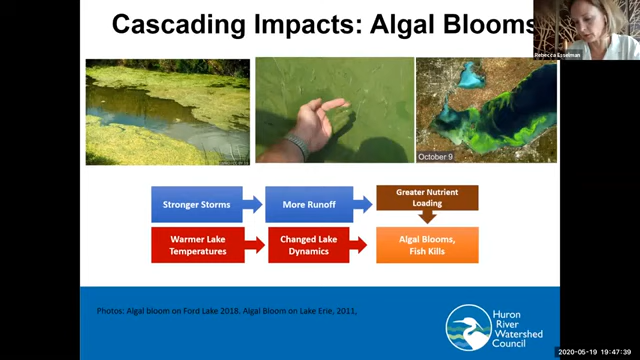 Cascading Impacts: Algal Blooms
Rebecca Esselman
October 9
Stronger Storms
More Runoff
Greater Nutrient
Loading
Warmer Lake
Temperatures
Changed Lake
Dynamics
Algal Blooms,
Fish Kills
Photos: Algal bloom on Ford Lake 2018. Algal Bloom on Lake Erie, 2011,
Huron
River
Watershed
Council
2020-05-19 19:47:39